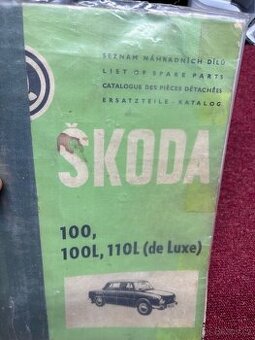 SEZNAM NÁHRADNÍCH DÍLŮ
LIST OF SPARE PARTS
CATALOGUE DES PIÈCES DÉTACHÉES
ERSATZTEILE - KATALOG
ŠKODA
100,
100L, 110L (de Luxe)